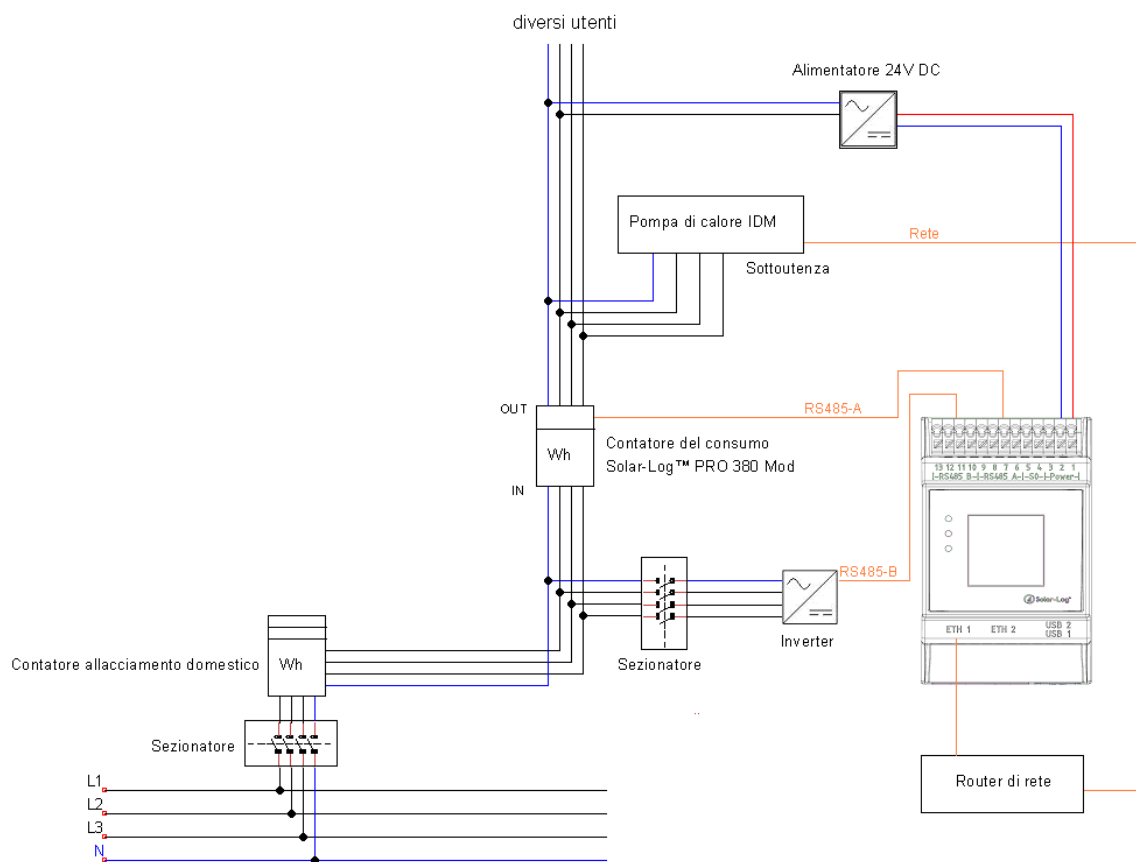 diversi utenti
Alimentatore 24V DC
Pompa di calore IDM
Rete
Sottoutenza
OUT
RS485-A
Wh
Contatore del consumo
Solar-Log™ PRO 380 Mod
IN
13 12 11 10 9 8 7 6 5 4 3 2 1
|-RS485 B-|-RS485 A-|-S0-|-Power-|
RS485-B
Solar-Log™
Inverter
ETH 1 ETH 2 USB 2
USB 1
Sezionatore
Contatore allacciamento domestico
Wh
..
Sezionatore
Router di rete
L1
L2
L3
N